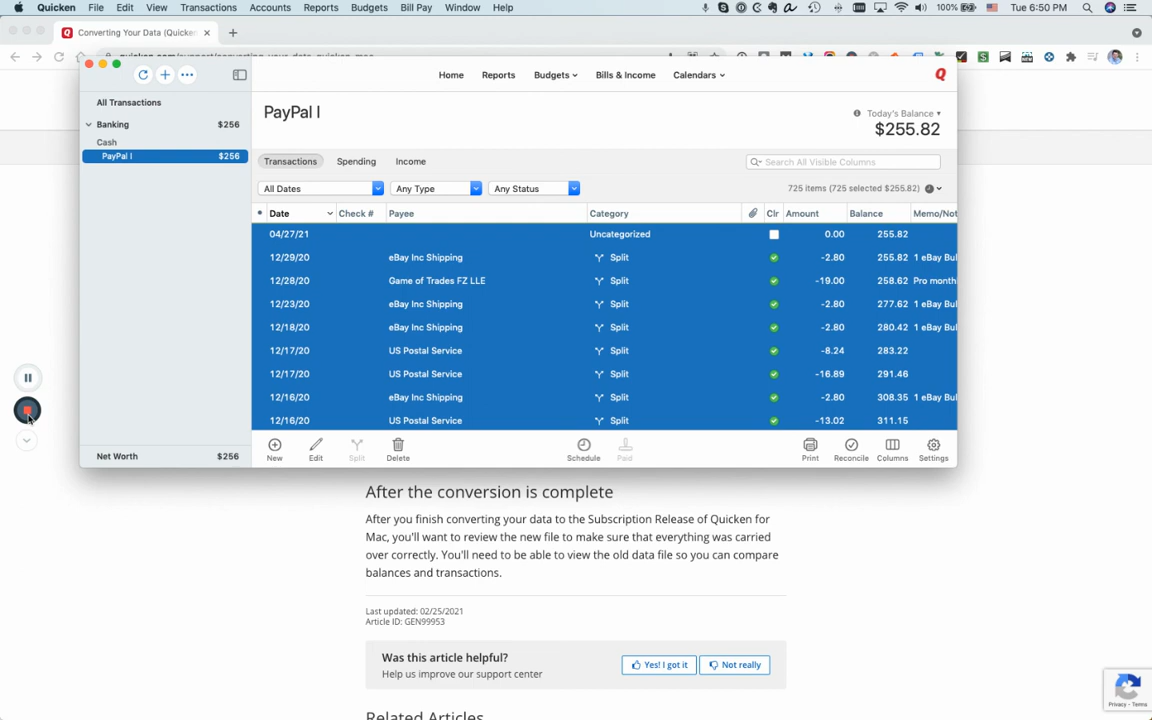 Quicken File Edit View Transactions Accounts Reports Budgets Bill Pay Window Help 100% Tue 6:50 PM
Converting Your Data (Quicken
Home Reports Budgets Bills & Income Calendars
All Transactions
Banking $256
Cash
PayPal I $256
Net Worth $256
PayPal I
Today's Balance
$255.82
Transactions Spending Income
Search All Visible Columns
All Dates Any Type Any Status 725 items (725 selected $255.82)
Date Check # Payee Category Clr Amount Balance Memo/Not
04/27/21 Uncategorized 0.00 255.82
12/29/20 eBay Inc Shipping Split -2.80 255.82 1 eBay Bul
12/28/20 Game of Trades FZ LLE Split -19.00 258.62 Pro month
12/23/20 eBay Inc Shipping Split -2.80 277.62 1 eBay Bul
12/18/20 eBay Inc Shipping Split -2.80 280.42 1 eBay Bul
12/17/20 US Postal Service Split -8.24 283.22
12/17/20 US Postal Service Split -16.89 291.46
12/16/20 eBay Inc Shipping Split -2.80 308.35 1 eBay Bul
12/16/20 US Postal Service Split -13.02 311.15
New Edit Split Delete Schedule Paid Print Reconcile Columns Settings
After the conversion is complete
After you finish converting your data to the Subscription Release of Quicken for
Mac, you'll want to review the new file to make sure that everything was carried
over correctly. You'll need to be able to view the old data file so you can compare
balances and transactions.
Last updated: 02/25/2021
Article ID: GEN99953
Was this article helpful?
Help us improve our support center
Yes! I got it Not really
Related Articles
Privacy - Terms